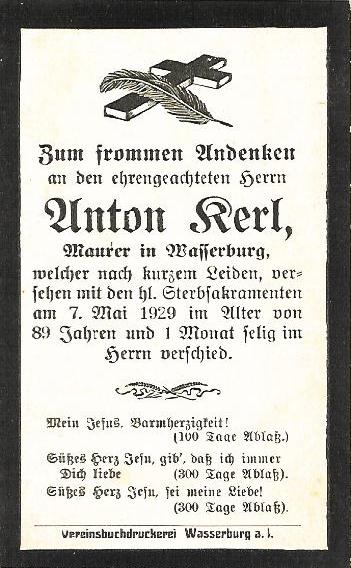 Zum frommen Andenken
an den ehrengeachteten Herrn
Anton Kerl,
Maurer in Wasserburg,
welcher nach kurzem Leiden, ver-
sehen mit den hl. Sterbsakramenten
am 7. Mai 1929 im Alter von
89 Jahren und 1 Monat selig im
Herrn verschied.
Mein Jesus, Barmherzigkeit!
(100 Tage Ablaß.)
Süßes Herz Jesu, gib', daß ich immer
Dich liebe (300 Tage Ablaß).
Süßes Herz Jesu, sei meine Liebe!
(300 Tage Ablaß).
Vereinsbuchdruckerei Wasserburg a. I.